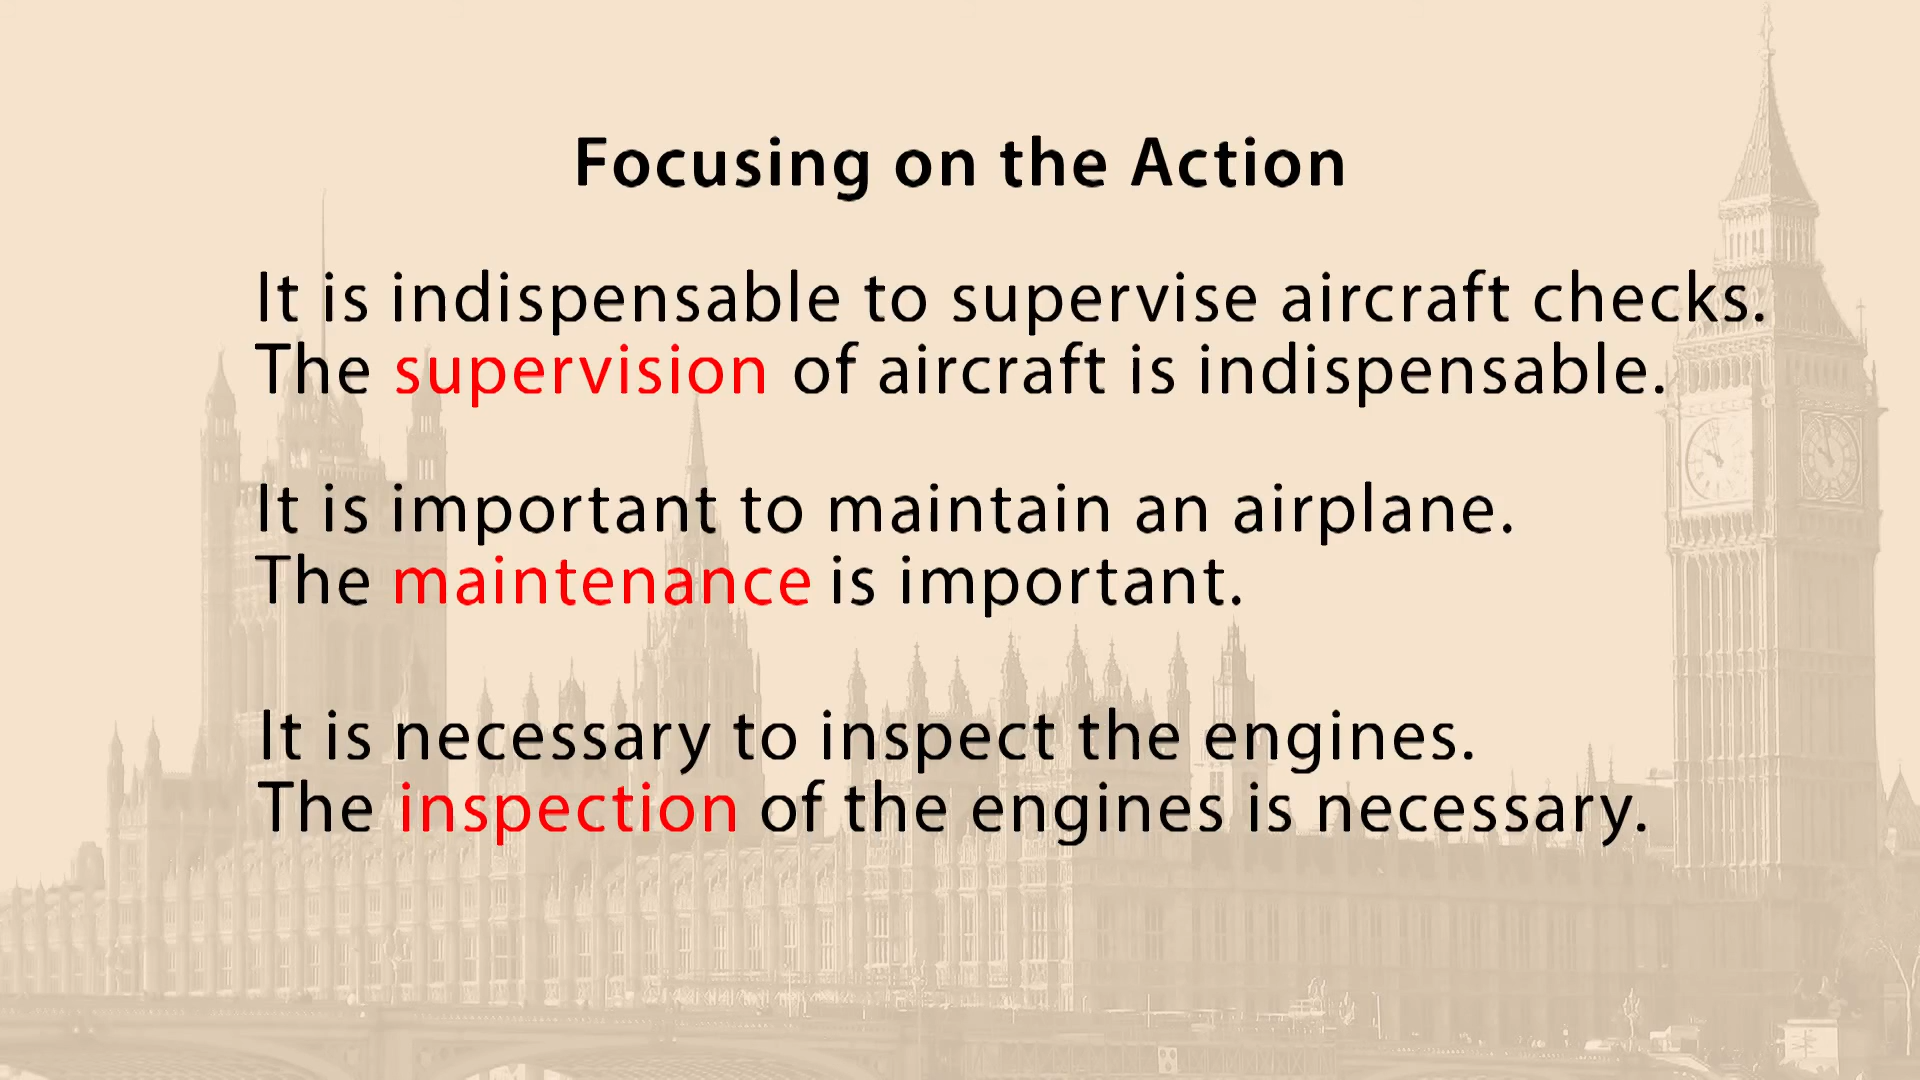 Focusing on the Action
It is indispensable to supervise aircraft checks.
The supervision of aircraft is indispensable.
It is important to maintain an airplane.
The maintenance is important.
It is necessary to inspect the engines.
The inspection of the engines is necessary.